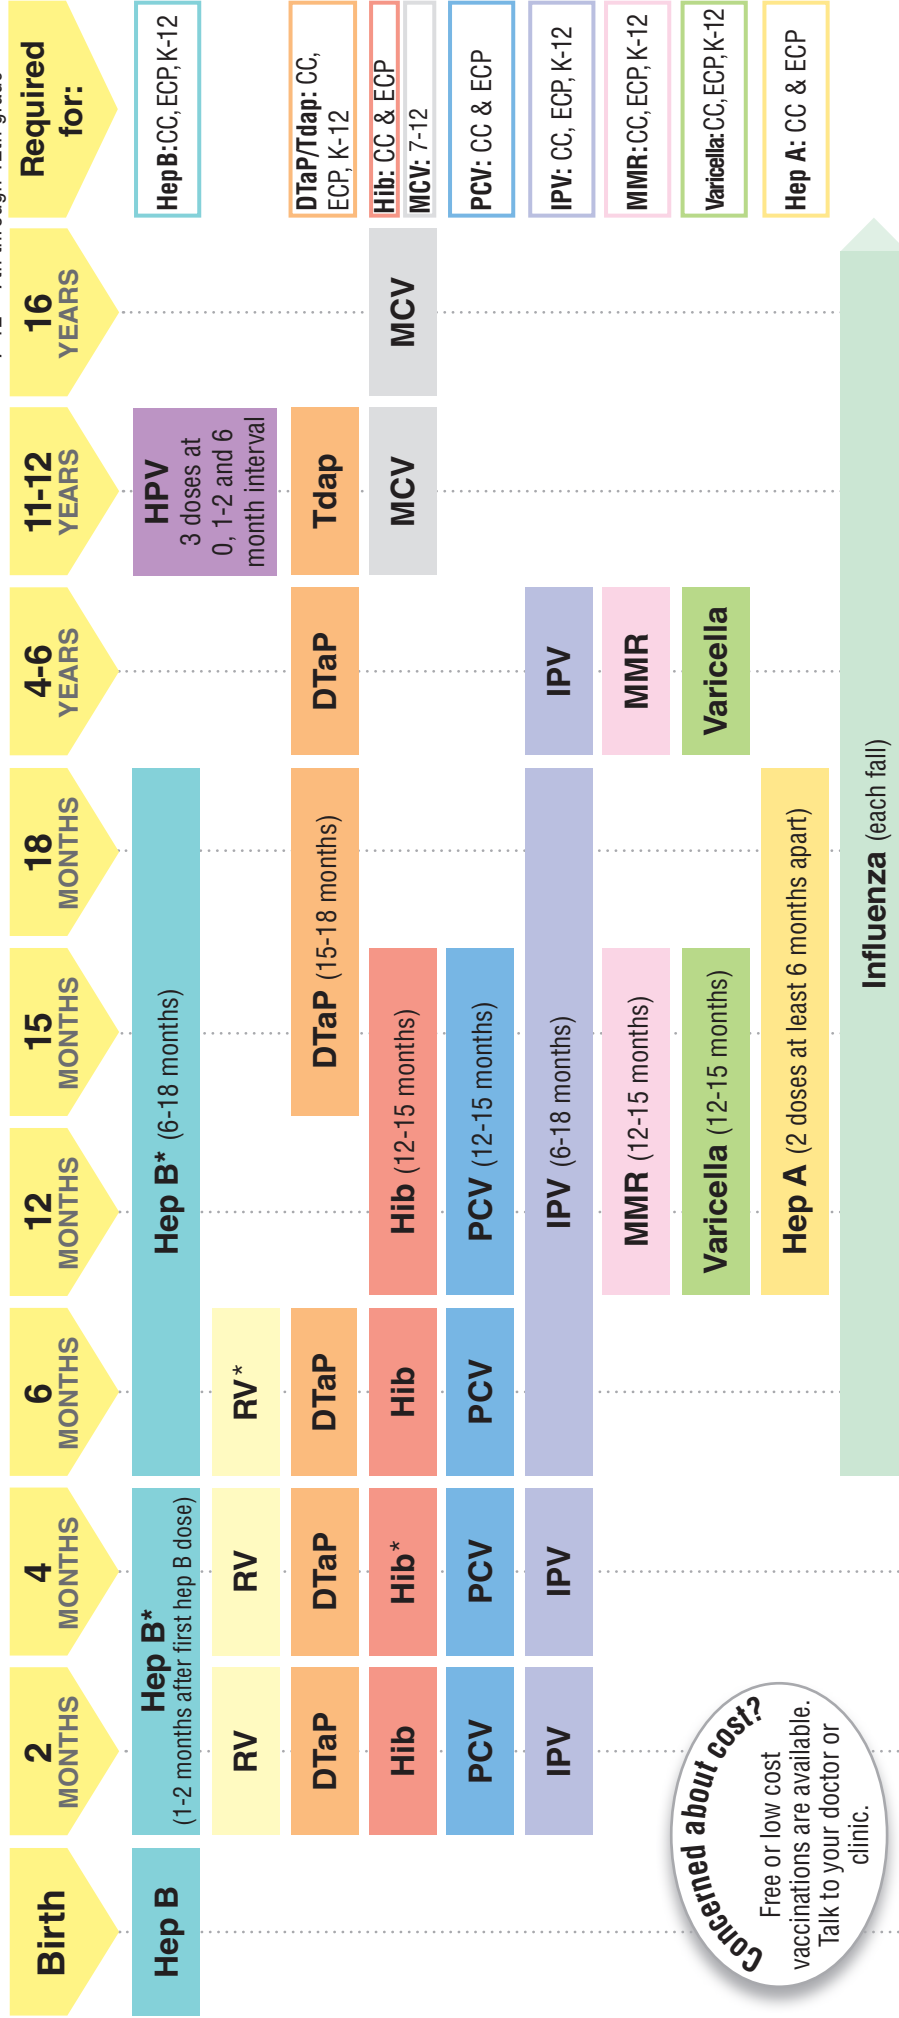 7-12 = 7th through 12th grade
Birth
2
MONTHS
4
MONTHS
6
MONTHS
12
MONTHS
15
MONTHS
18
MONTHS
4-6
YEARS
11-12
YEARS
16
YEARS
Required
for:
Hep B
Hep B*
(1-2 months after first hep B dose)
Hep B* (6-18 months)
HPV
3 doses at
0, 1-2 and 6
month interval
HepB: CC, ECP, K-12
RV
RV
RV*
DTaP
DTaP
DTaP
DTaP (15-18 months)
DTaP
Tdap
DTaP/Tdap: CC,
ECP, K-12
Hib
Hib*
Hib
Hib (12-15 months)
MCV
MCV
Hib: CC & ECP
MCV: 7-12
PCV
PCV
PCV
PCV (12-15 months)
PCV: CC & ECP
IPV
IPV
IPV (6-18 months)
IPV
IPV: CC, ECP, K-12
MMR (12-15 months)
MMR
MMR: CC, ECP, K-12
Varicella (12-15 months)
Varicella
Varicella: CC, ECP, K-12
Hep A (2 doses at least 6 months apart)
Hep A: CC & ECP
Influenza (each fall)
Concerned about cost?
Free or low cost
vaccinations are available.
Talk to your doctor or
clinic.